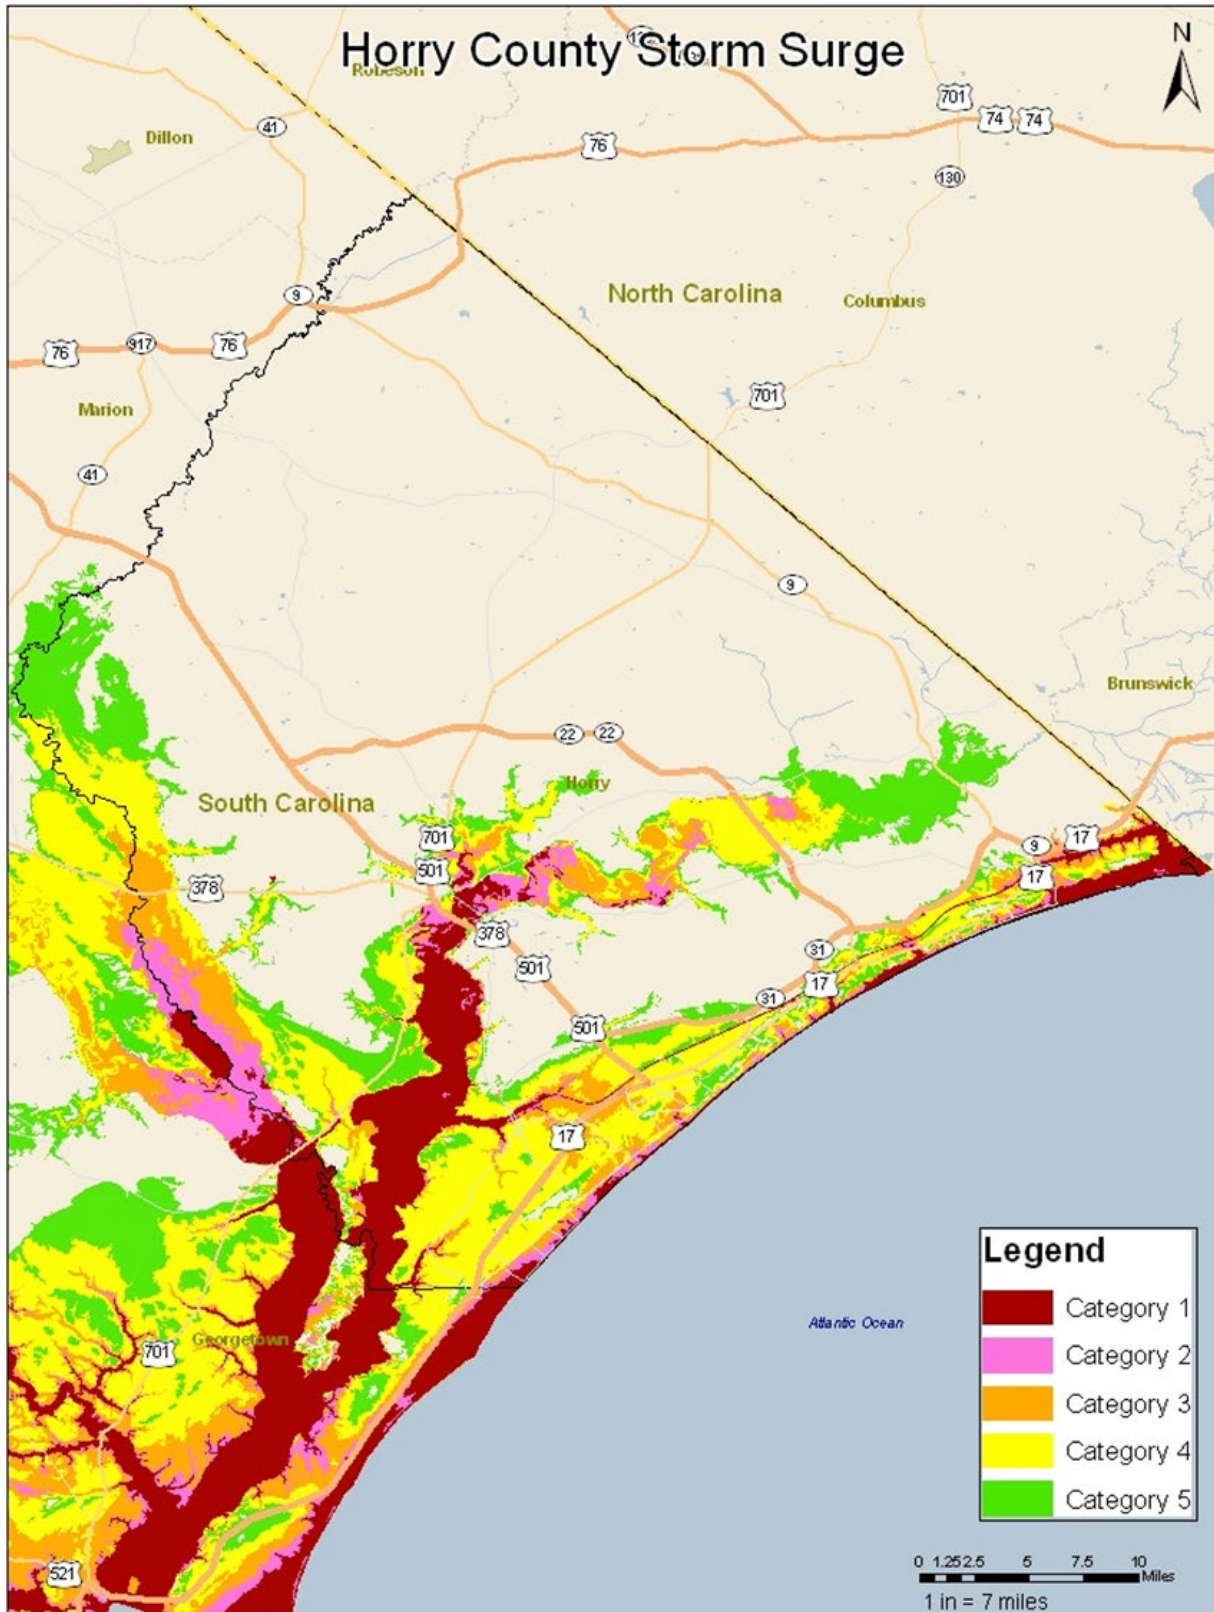 Horry County Storm Surge
N
Robeson
701
41
74
74
Dillon
76
130
9
North Carolina
Columbus
76
917
76
701
Marion
41
9
Brunswick
22
22
Horry
South Carolina
701
17
9
501
378
17
378
31
501
17
31
501
17
Legend
Category 1
Category 2
Category 3
Category 4
Category 5
Atlantic Ocean
Georgetown
701
521
0 1.25 2.5 5 7.5 10
Miles
1 in = 7 miles